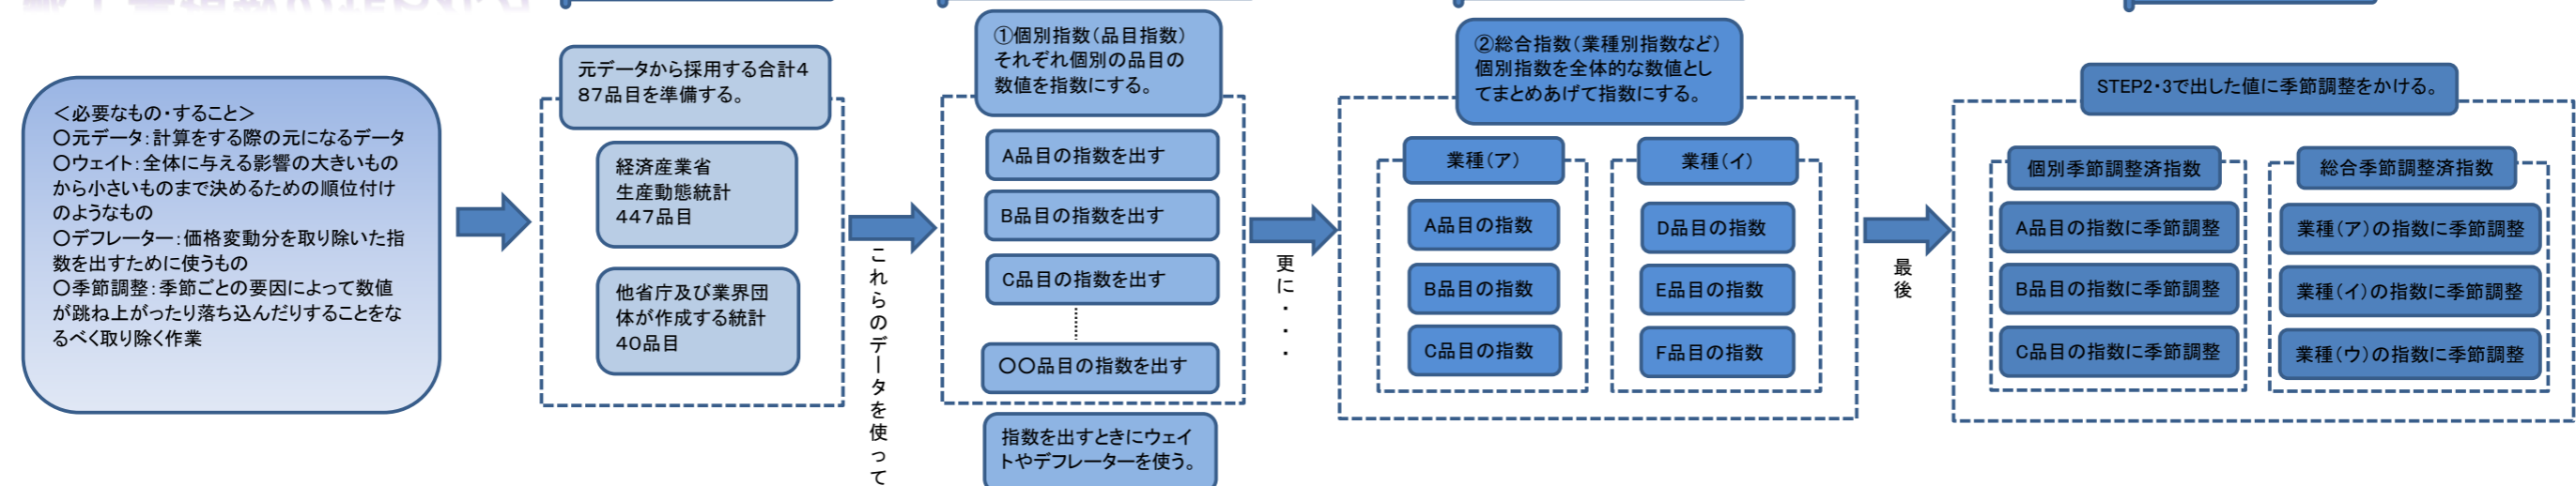 ＜必要なもの・すること＞
〇元データ：計算をする際の元になるデータ
〇ウェイト：全体に与える影響の大きいもの
から小さいものまで決めるための順位付け
のようなもの
〇デフレーター：価格変動分を取り除いた指
数を出すために使うもの
〇季節調整：季節ごとの要因によって数値
が跳ね上がったり落ち込んだりすることをな
るべく取り除く作業
元データから採用する合計４
８７品目を準備する。
経済産業省
生産動態統計
４４７品目
他省庁及び業界団
体が作成する統計
４０品目
これらのデータを使って
①個別指数（品目指数）
それぞれ個別の品目の
数値を指数にする。
A品目の指数を出す
B品目の指数を出す
C品目の指数を出す
〇〇品目の指数を出す
指数を出すときにウェイ
トやデフレーターを使う。
更に・・・・
②総合指数（業種別指数など）
個別指数を全体的な数値とし
てまとめあげて指数にする。
業種（ア）
A品目の指数
B品目の指数
C品目の指数
業種（イ）
D品目の指数
E品目の指数
F品目の指数
最後
STEP2・3で出した値に季節調整をかける。
個別季節調整済指数
A品目の指数に季節調整
B品目の指数に季節調整
C品目の指数に季節調整
総合季節調整済指数
業種（ア）の指数に季節調整
業種（イ）の指数に季節調整
業種（ウ）の指数に季節調整